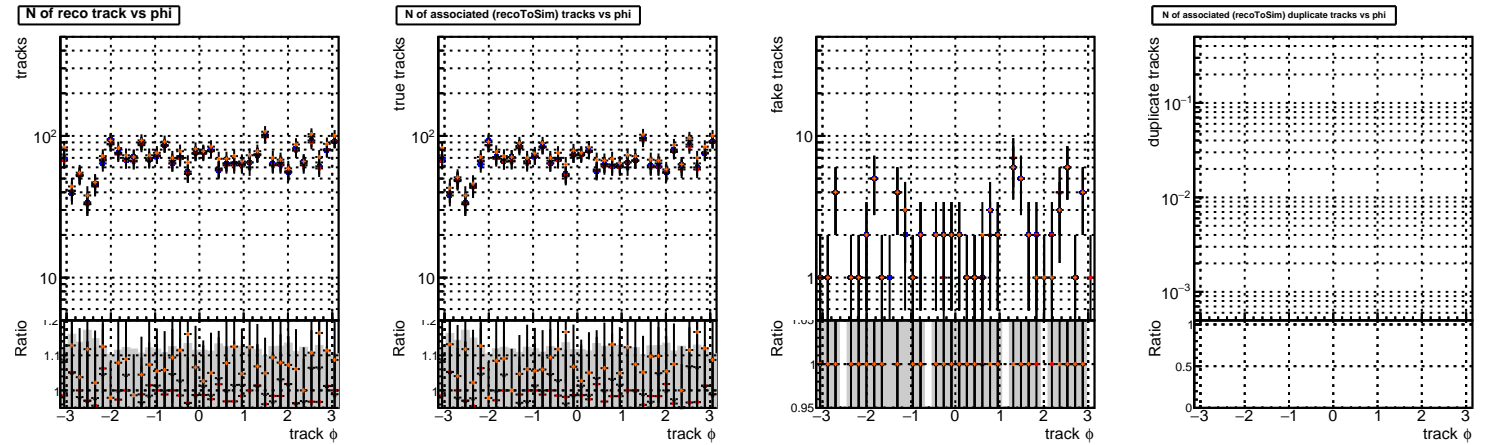 N of reco track vs phi
tracks
10²
10
Ratio
1.2
1.1
1
−3 −2 −1 0 1 2 3
track ϕ
N of associated (recoToSim) tracks vs phi
true tracks
10²
10
Ratio
1.2
1.1
1
−3 −2 −1 0 1 2 3
track ϕ
fake tracks
10
1
Ratio
1.05
1
0.95
−3 −2 −1 0 1 2 3
track ϕ
N of associated (recoToSim) duplicate tracks vs phi
duplicate tracks
10⁻¹
10⁻²
10⁻³
Ratio
1
0.5
0
−3 −2 −1 0 1 2 3
track ϕ